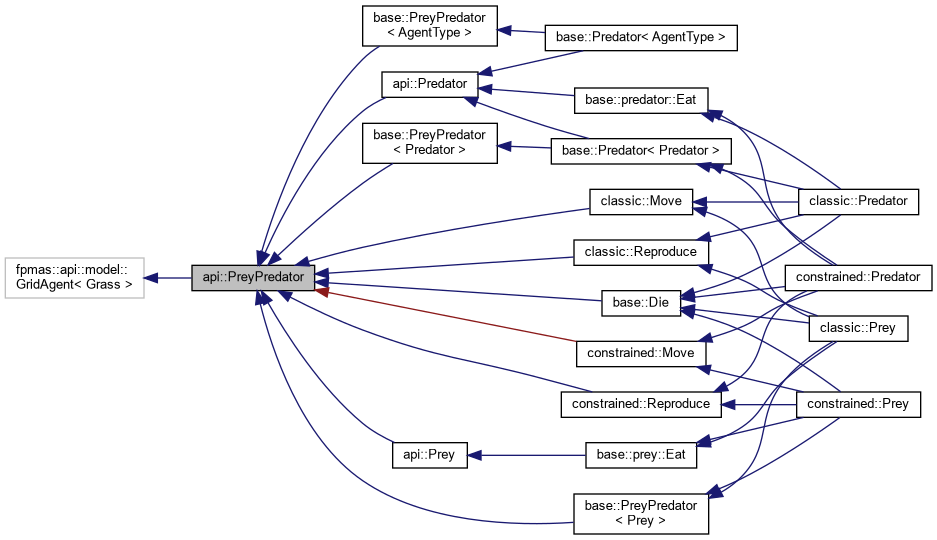 fpmas::api::model::
GridAgent< Grass >
api::PreyPredator
base::PreyPredator
< AgentType >
api::Predator
base::PreyPredator
< Predator >
classic::Move
classic::Reproduce
base::Die
constrained::Move
constrained::Reproduce
api::Prey
base::Predator< AgentType >
base::predator::Eat
base::Predator< Predator >
base::prey::Eat
base::PreyPredator
< Prey >
classic::Predator
constrained::Predator
classic::Prey
constrained::Prey